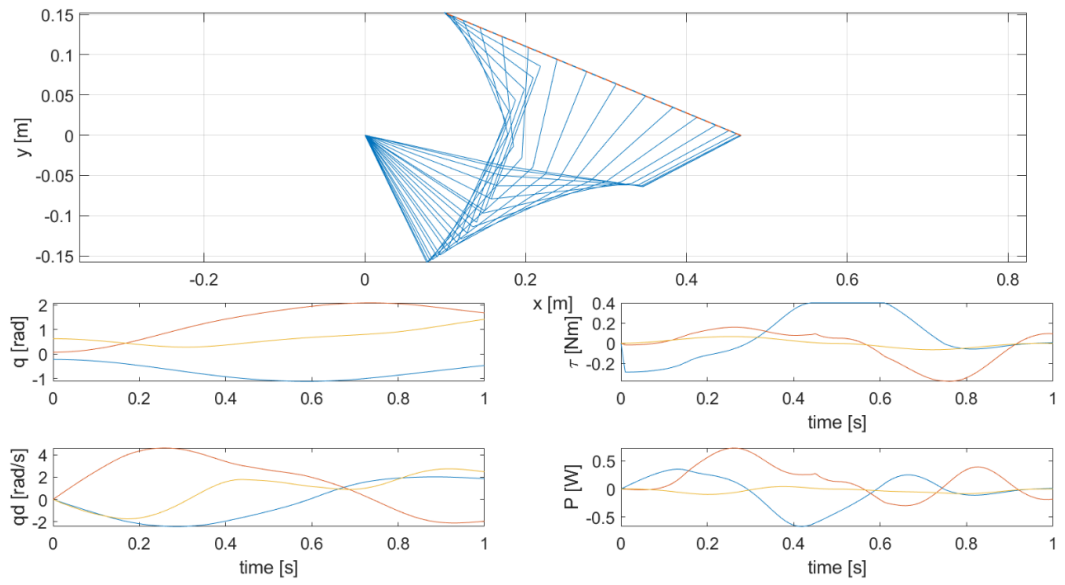 0.15
0.1
0.05
0
-0.05
-0.1
-0.15
y [m]
-0.2 0 0.2 0.4 0.6 0.8
x [m]
2
1
0
-1
q [rad]
0 0.2 0.4 0.6 0.8 1
0.4
0.2
0
-0.2
τ [Nm]
0 0.2 0.4 0.6 0.8 1
time [s]
4
2
0
-2
qd [rad/s]
0 0.2 0.4 0.6 0.8 1
time [s]
0.5
0
-0.5
P [W]
0 0.2 0.4 0.6 0.8 1
time [s]